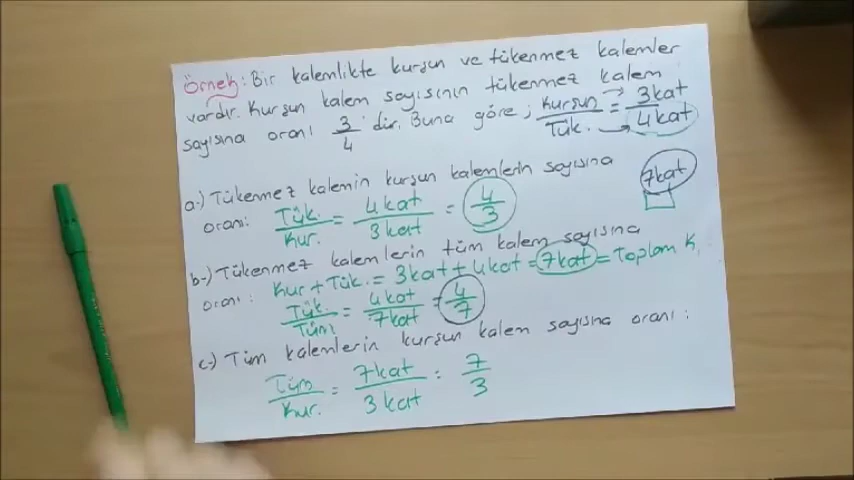 Örnek: Bir kalemlikte kurşun ve tükenmez kalemler
vardır. Kurşun kalem sayısının tükenmez kalem
sayısına oranı 3/4 'dir. Buna göre; Kurşun/Tük. = 3kat/4kat
7kat
a-) Tükenmez kalemin kurşun kalemlerin sayısına
oranı: Tük./Kur. = 4kat/3kat = 4/3
b-) Tükenmez kalemlerin tüm kalem sayısına
oranı: Kur + Tük. = 3kat + 4kat = 7kat = Toplam K.
Tük./Tüm = 4kat/7kat = 4/7
c-) Tüm kalemlerin kurşun kalem sayısına oranı:
Tüm/Kur. = 7kat/3kat = 7/3